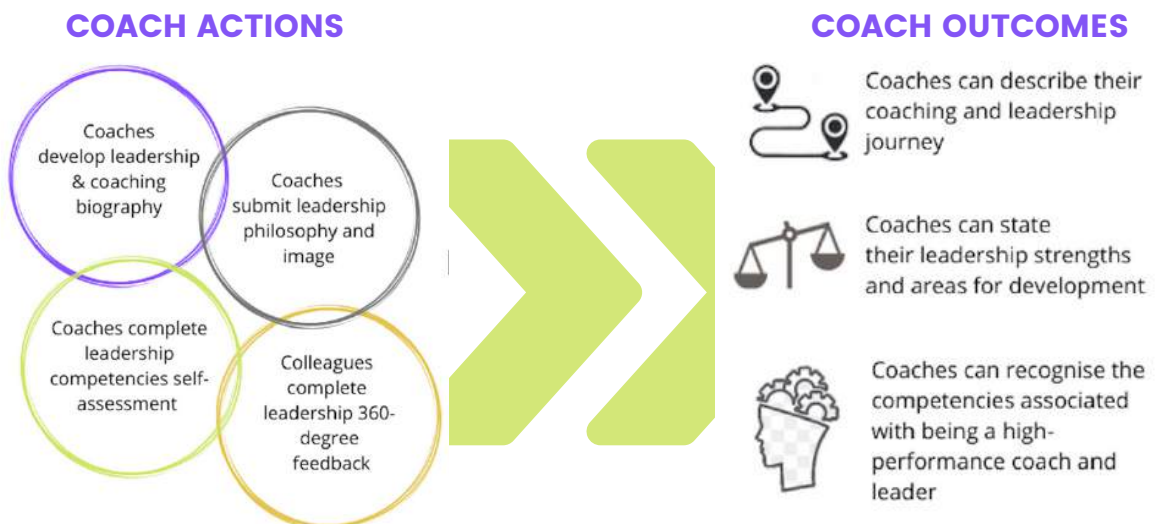 COACH ACTIONS
Coaches
develop leadership
& coaching
biography
Coaches
submit leadership
philosophy and
image
Coaches complete
leadership
competencies self-
assessment
Colleagues
complete
leadership 360-
degree
feedback
COACH OUTCOMES
Coaches can describe their
coaching and leadership
journey
Coaches can state
their leadership strengths
and areas for development
Coaches can recognise the
competencies associated
with being a high-
performance coach and
leader